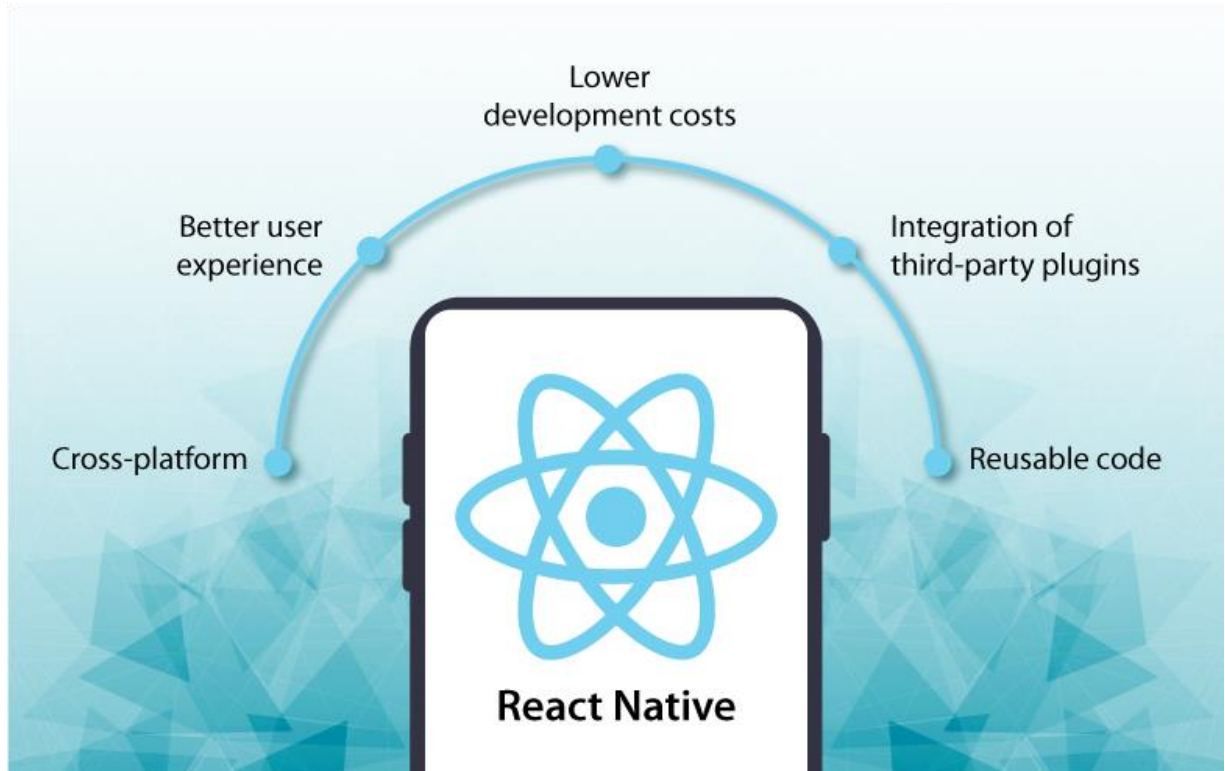 Lower
development costs
Better user
experience
Integration of
third-party plugins
Cross-platform
Reusable code
React Native